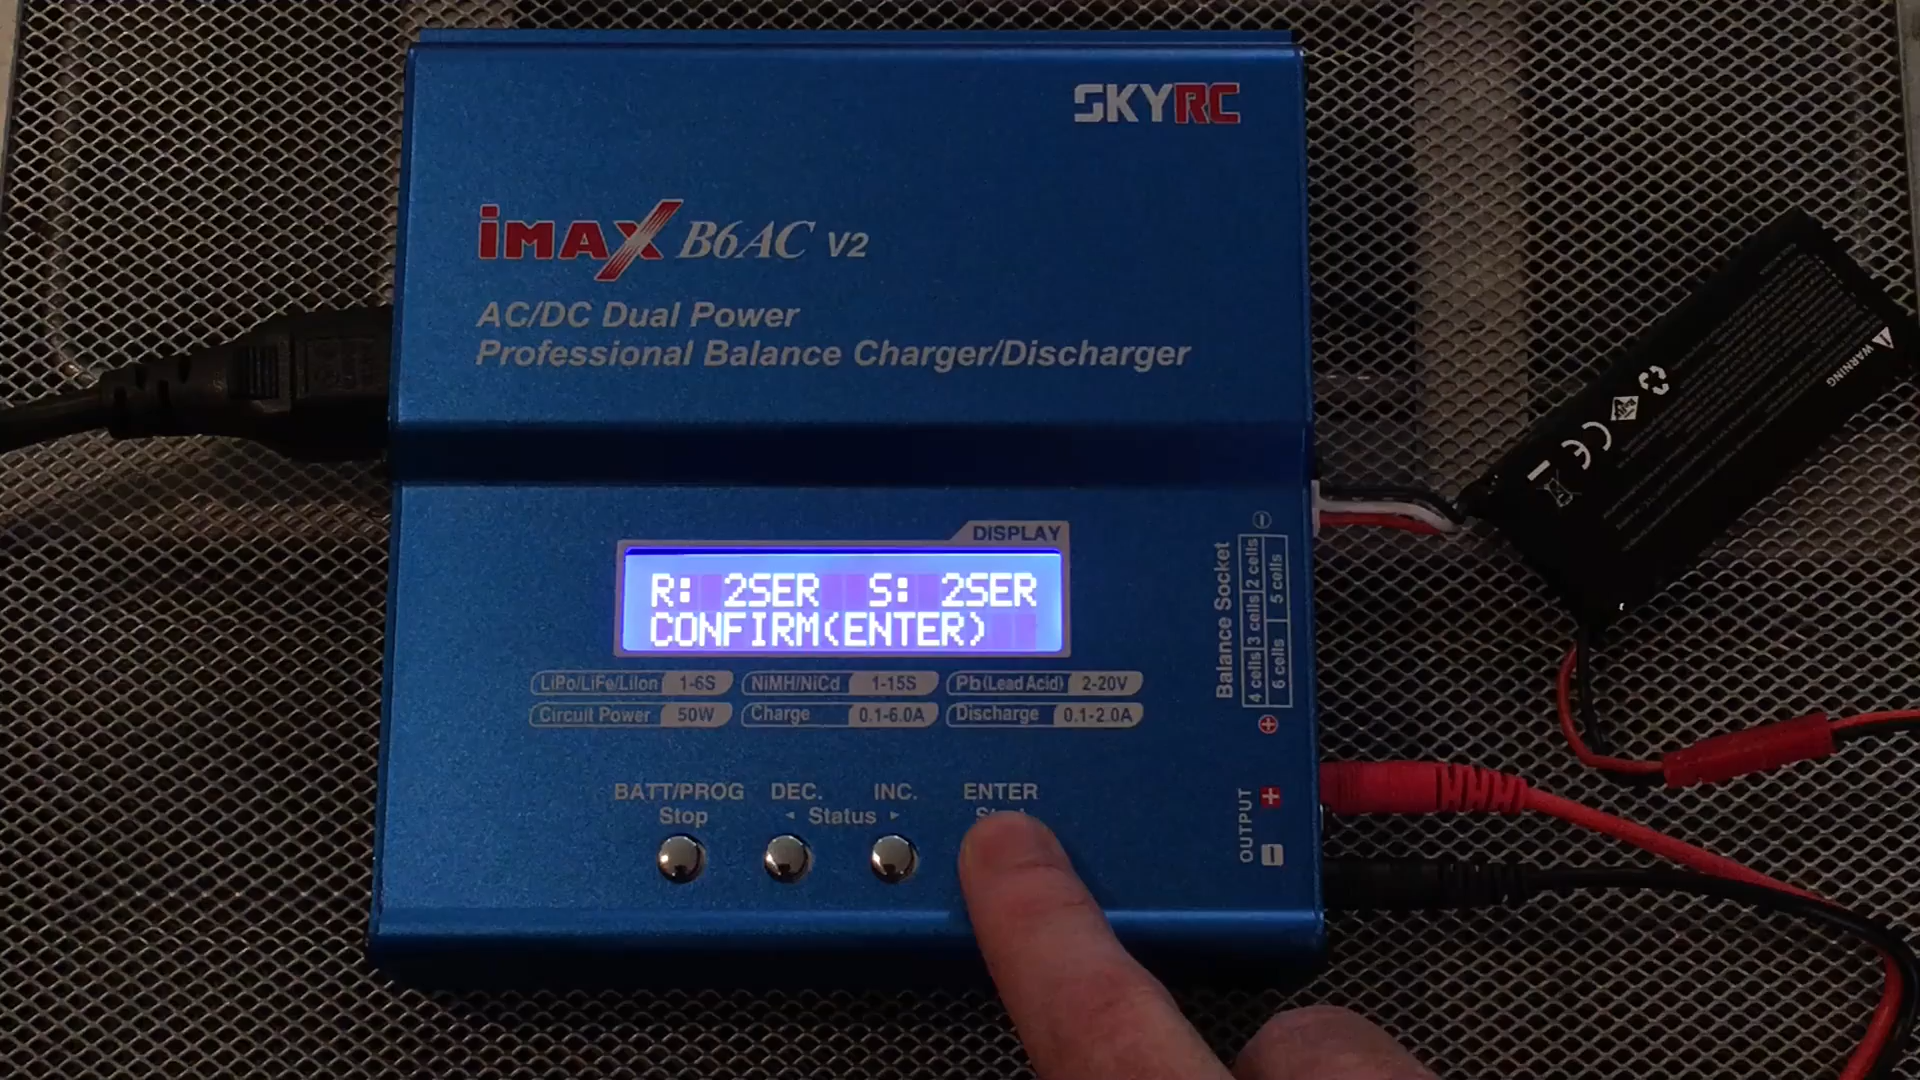 SKYRC
iMAX B6AC V2
AC/DC Dual Power
Professional Balance Charger/Discharger
DISPLAY
R: 2SER S: 2SER
CONFIRM(ENTER)
LiPo/LiFe/LiIon 1-6S NiMH/NiCd 1-15S Pb(Lead Acid) 2-20V
Circuit Power 50W Charge 0.1-6.0A Discharge 0.1-2.0A
BATT/PROG DEC. INC. ENTER
Stop ◄ Status ►
Balance Socket
2 cells
3 cells
4 cells
5 cells
6 cells
OUTPUT
+
−
WARNING
CE